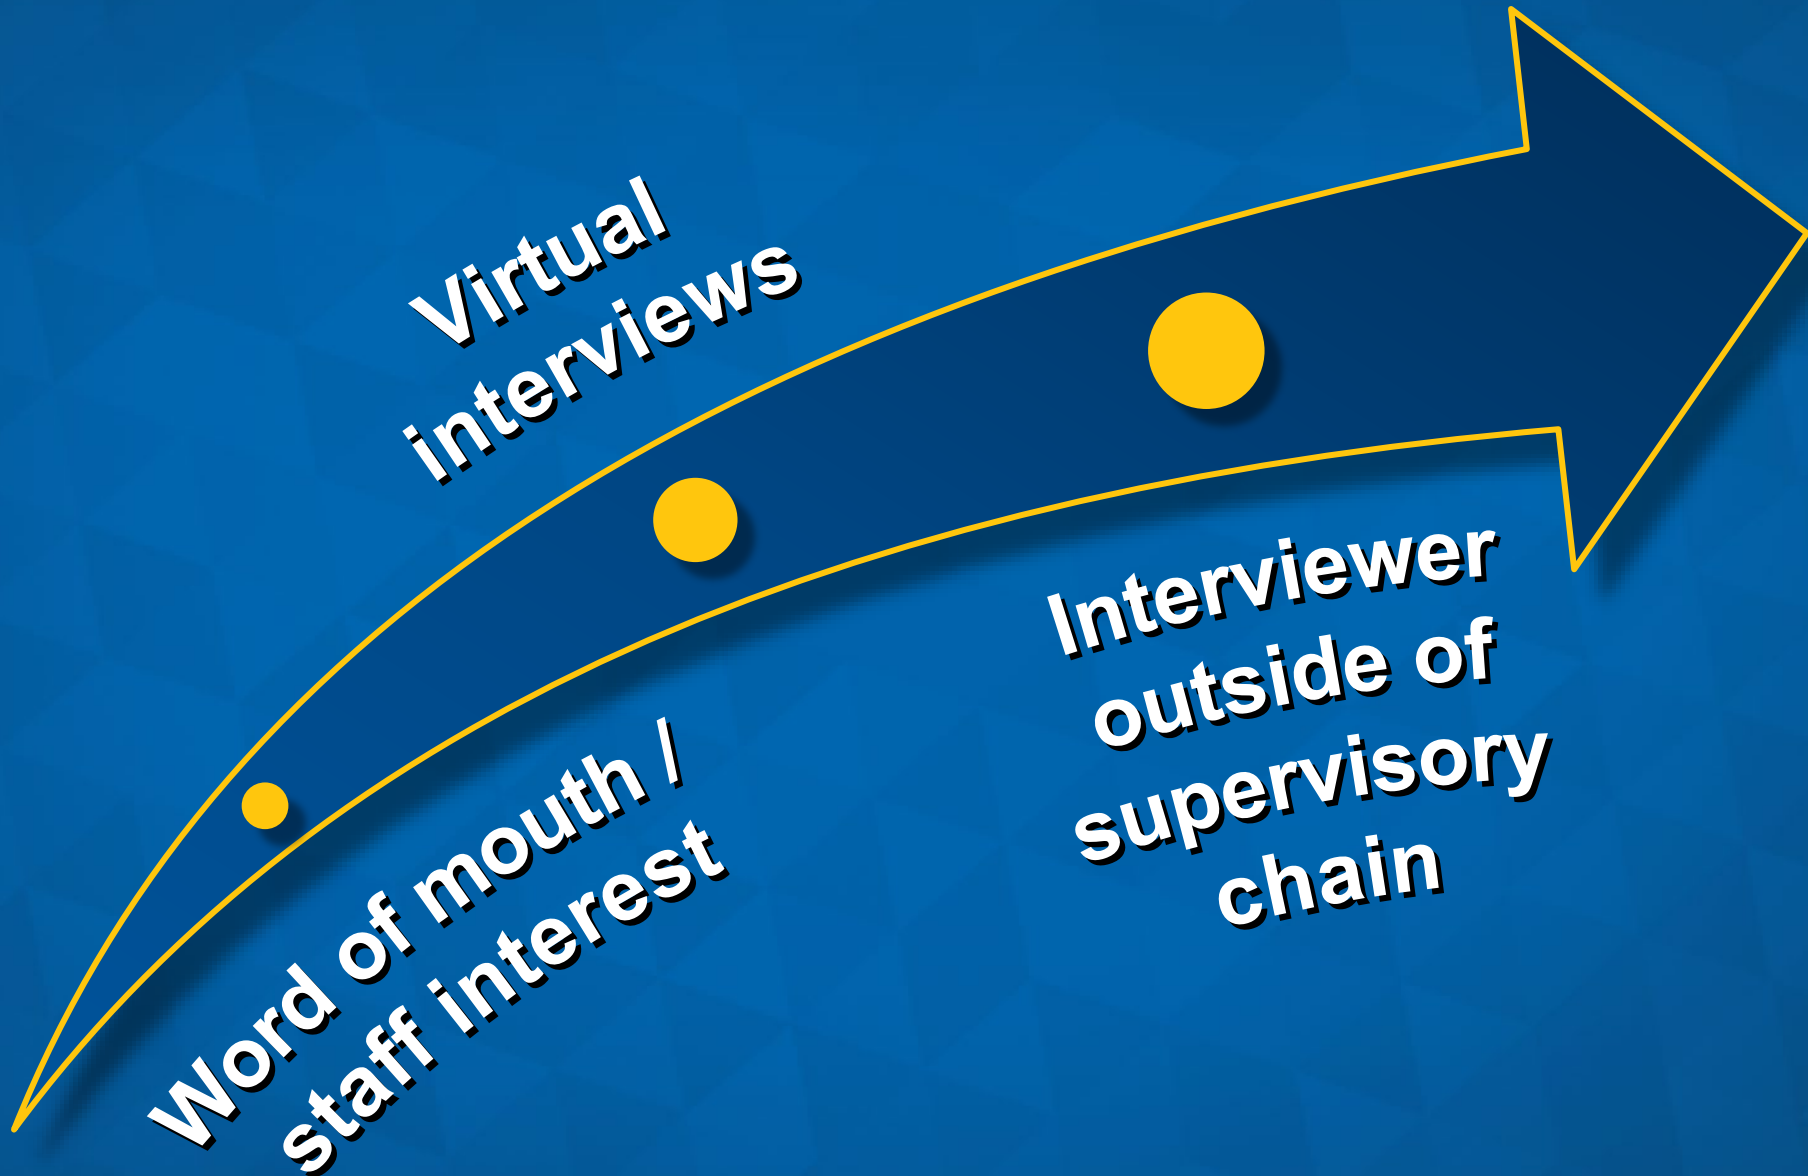 Virtual
interviews
Word of mouth /
staff interest
Interviewer
outside of
supervisory
chain